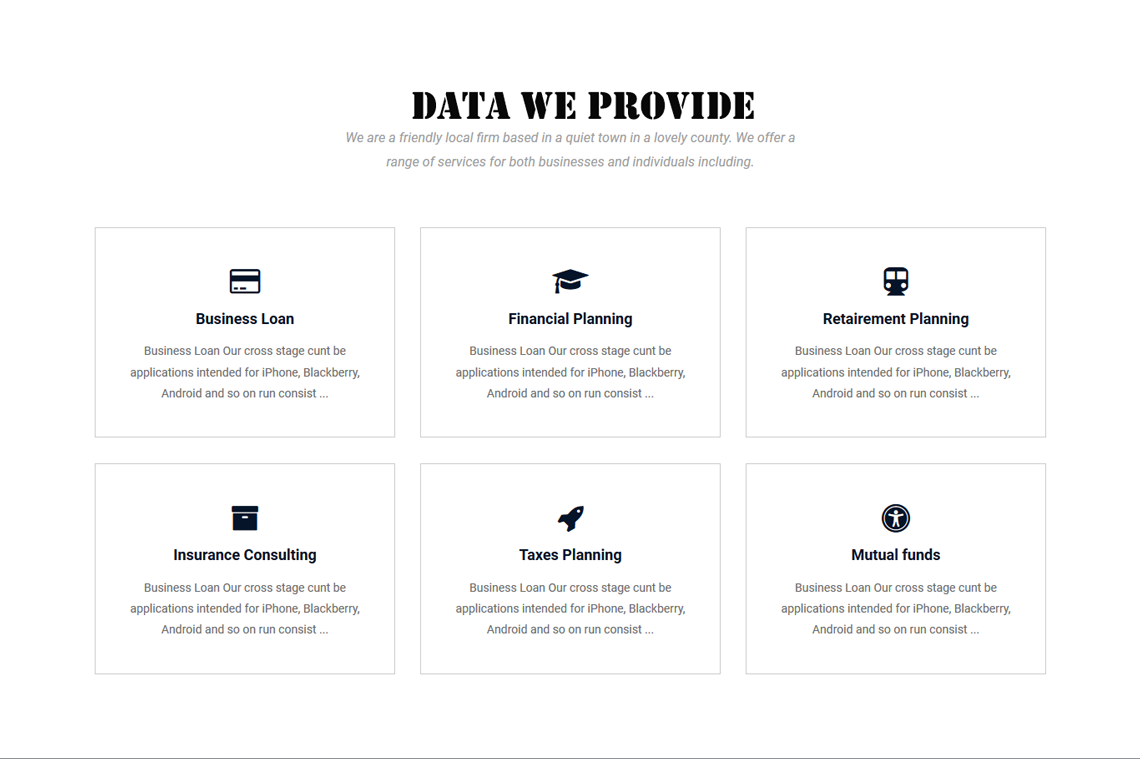 DATA WE PROVIDE
We are a friendly local firm based in a quiet town in a lovely county. We offer a
range of services for both businesses and individuals including.
Business Loan
Business Loan Our cross stage cunt be
applications intended for iPhone, Blackberry,
Android and so on run consist ...
Financial Planning
Business Loan Our cross stage cunt be
applications intended for iPhone, Blackberry,
Android and so on run consist ...
Retairement Planning
Business Loan Our cross stage cunt be
applications intended for iPhone, Blackberry,
Android and so on run consist ...
Insurance Consulting
Business Loan Our cross stage cunt be
applications intended for iPhone, Blackberry,
Android and so on run consist ...
Taxes Planning
Business Loan Our cross stage cunt be
applications intended for iPhone, Blackberry,
Android and so on run consist ...
Mutual funds
Business Loan Our cross stage cunt be
applications intended for iPhone, Blackberry,
Android and so on run consist ...